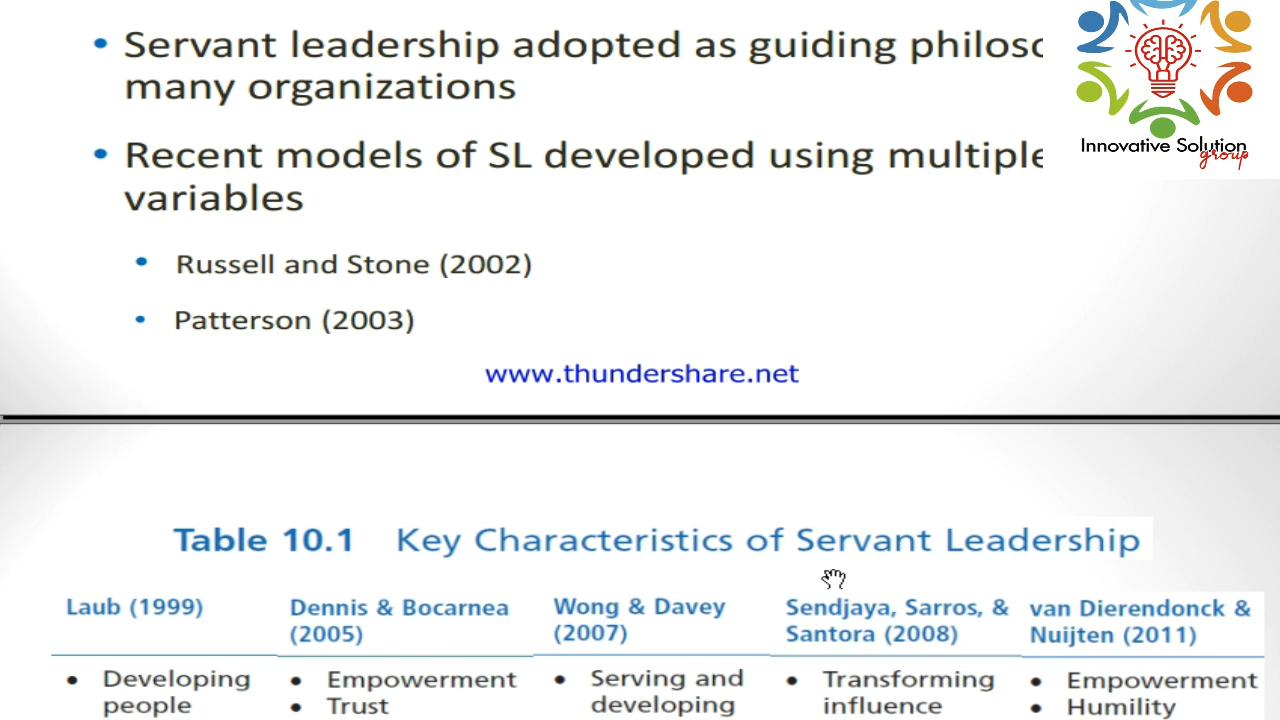 • Servant leadership adopted as guiding
many organizations
• Recent models of SL developed using multiple
variables
• Russell and Stone (2002)
• Patterson (2003)
www.thundershare.net
Innovative Solution
group
Table 10.1 Key Characteristics of Servant Leadership
Laub (1999)
• Developing
people
Dennis & Bocarnea
(2005)
• Empowerment
• Trust
Wong & Davey
(2007)
• Serving and
developing
Sendjaya, Sarros, &
Santora (2008)
• Transforming
influence
van Dierendonck &
Nuijten (2011)
• Empowerment
• Humility